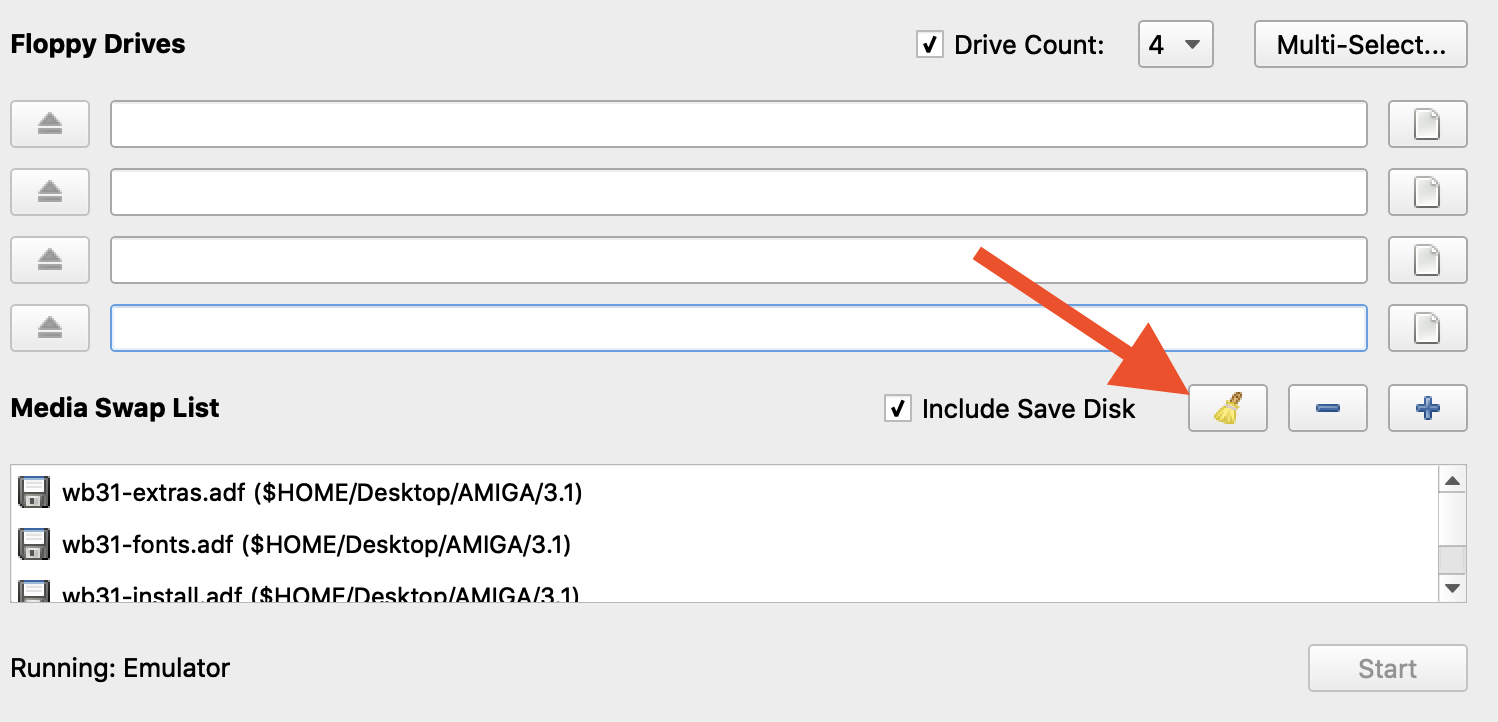 Floppy Drives
Drive Count:
4
Multi-Select...
Media Swap List
Include Save Disk
wb31-extras.adf ($HOME/Desktop/AMIGA/3.1)
wb31-fonts.adf ($HOME/Desktop/AMIGA/3.1)
wb31-install.adf ($HOME/Desktop/AMIGA/3.1)
Running: Emulator
Start